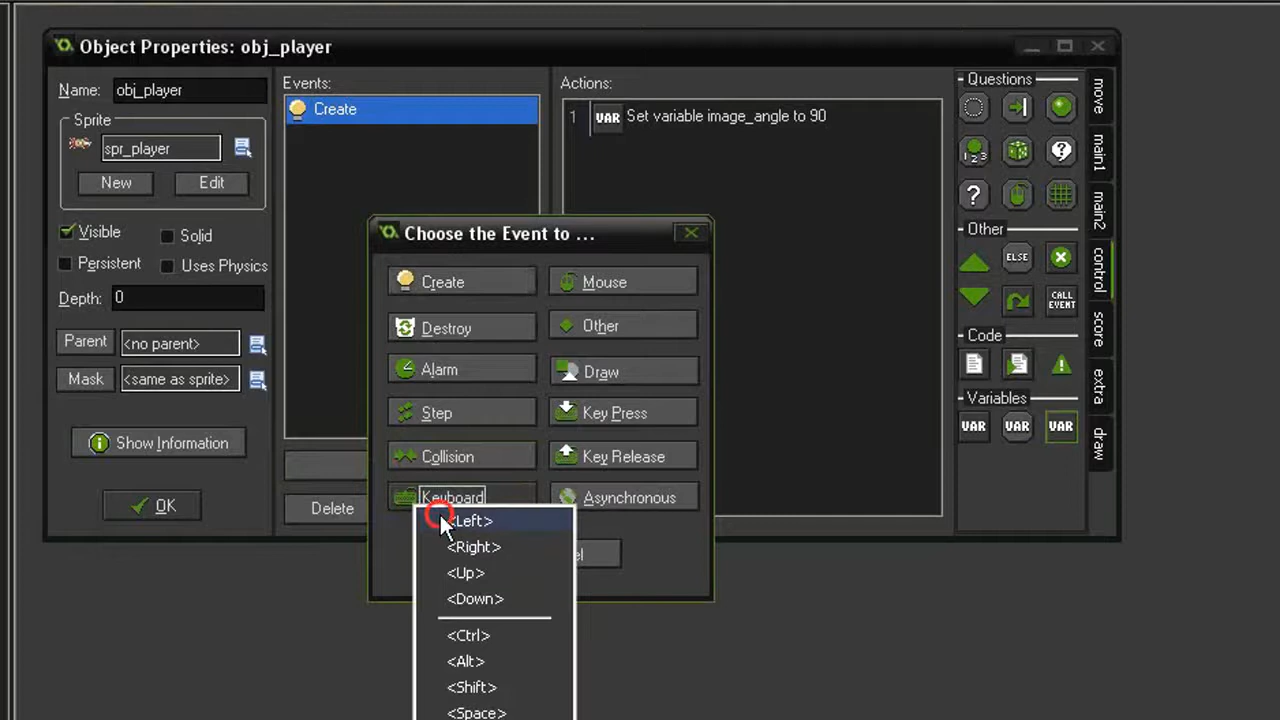 Object Properties: obj_player
Name: obj_player
Sprite
spr_player
New Edit
Visible Solid
Persistent Uses Physics
Depth: 0
Parent <no parent>
Mask <same as sprite>
Show Information
OK
Events:
Create
Delete
Actions:
1 VAR Set variable image_angle to 90
Choose the Event to ...
Create Mouse
Destroy Other
Alarm Draw
Step Key Press
Collision Key Release
Keyboard Asynchronous
<Left>
<Right>
<Up>
<Down>
<Ctrl>
<Alt>
<Shift>
<Space>
Questions
1 2 3
?
?
Other
ELSE
CALL
EVENT
Code
Variables
VAR VAR VAR
move
main1
main2
control
score
extra
draw